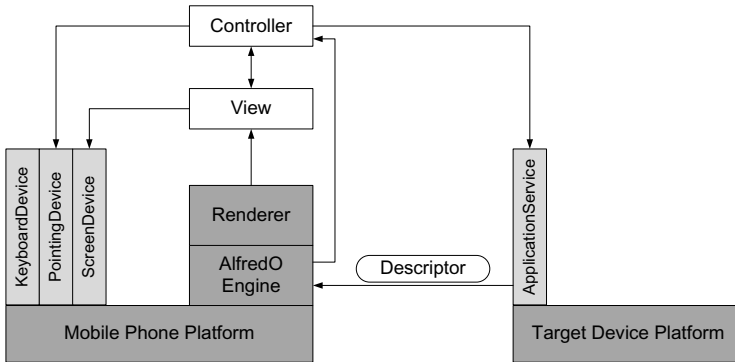 Controller
View
KeyboardDevice
PointingDevice
ScreenDevice
Renderer
AlfredO
Engine
Descriptor
ApplicationService
Mobile Phone Platform
Target Device Platform